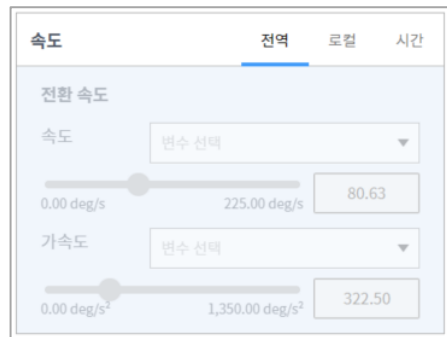 속도 전역 로컬 시간
전환 속도
속도 변수 선택
0.00 deg/s 225.00 deg/s 80.63
가속도 변수 선택
0.00 deg/s² 1,350.00 deg/s² 322.50